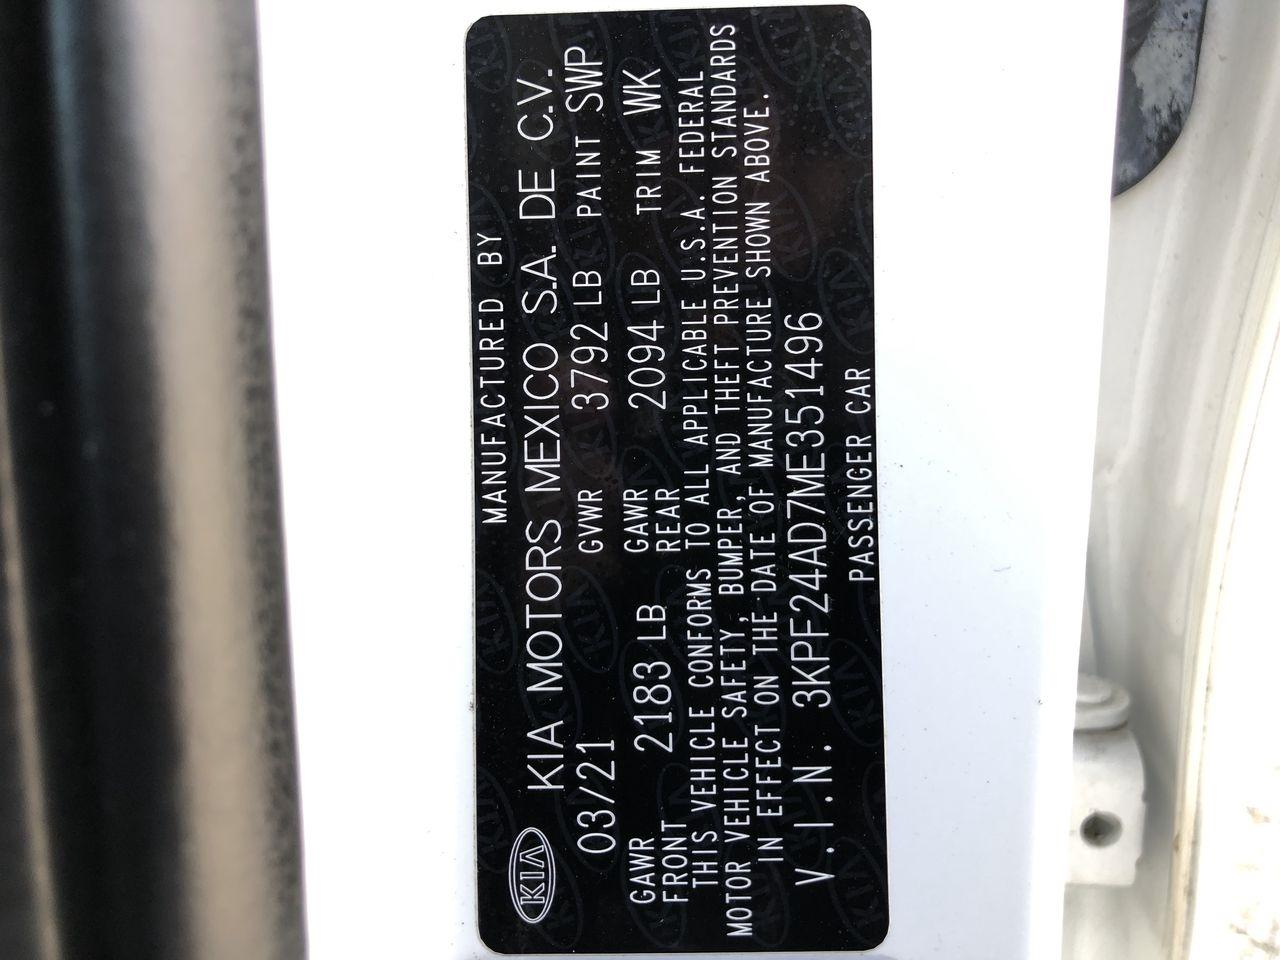 MANUFACTURED BY
KIA KIA MOTORS MEXICO S.A. DE C.V.
03/21 GVWR 3792 LB PAINT SWP
GAWR FRONT 2183 LB GAWR REAR 2094 LB TRIM WK
THIS VEHICLE CONFORMS TO ALL APPLICABLE U.S.A. FEDERAL
MOTOR VEHICLE SAFETY, BUMPER, AND THEFT PREVENTION STANDARDS
IN EFFECT ON THE DATE OF MANUFACTURE SHOWN ABOVE.
V.I.N. 3KPF24AD7ME351496
PASSENGER CAR